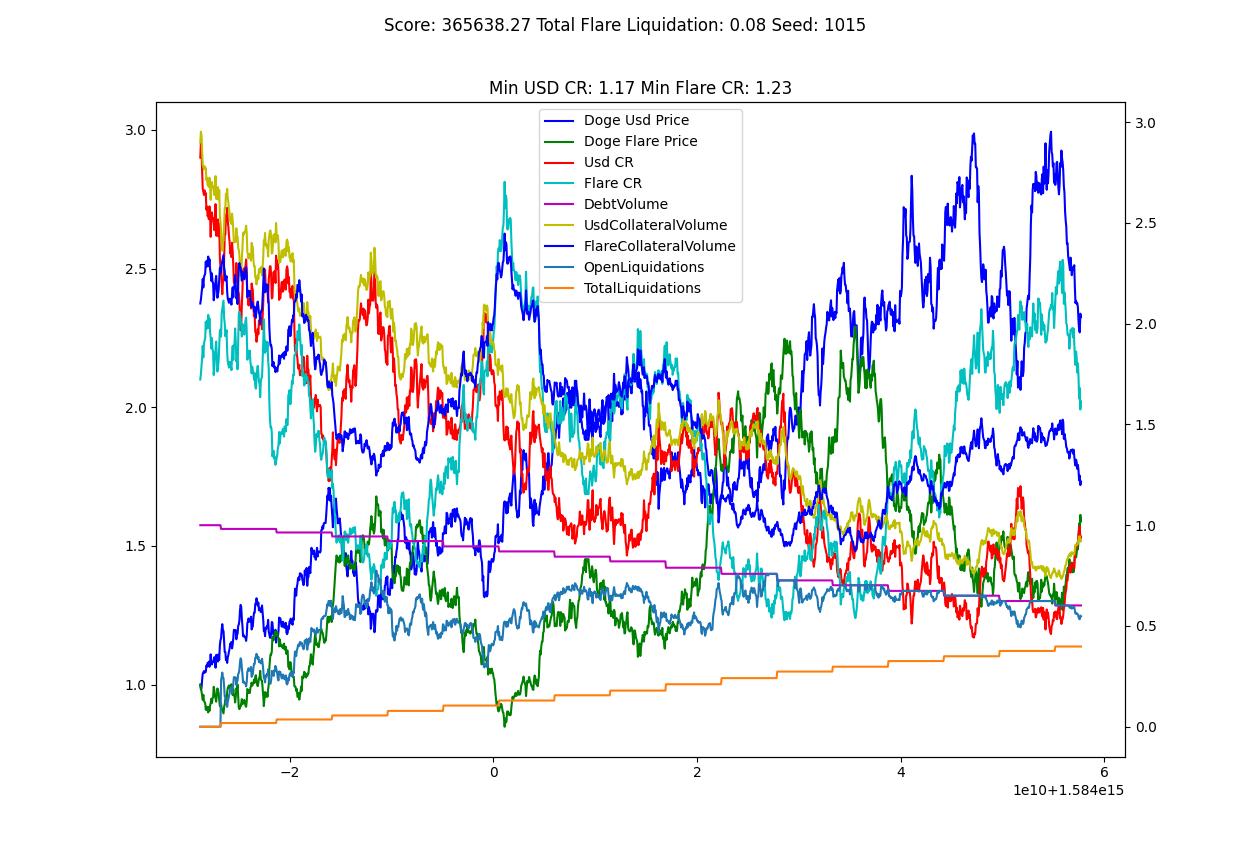 Score: 365638.27 Total Flare Liquidation: 0.08 Seed: 1015
Min USD CR: 1.17 Min Flare CR: 1.23
Doge Usd Price
Doge Flare Price
Usd CR
Flare CR
DebtVolume
UsdCollateralVolume
FlareCollateralVolume
OpenLiquidations
TotalLiquidations
3.0
2.5
2.0
1.5
1.0
3.0
2.5
2.0
1.5
1.0
0.5
0.0
−2 0 2 4 6
1e10+1.584e15